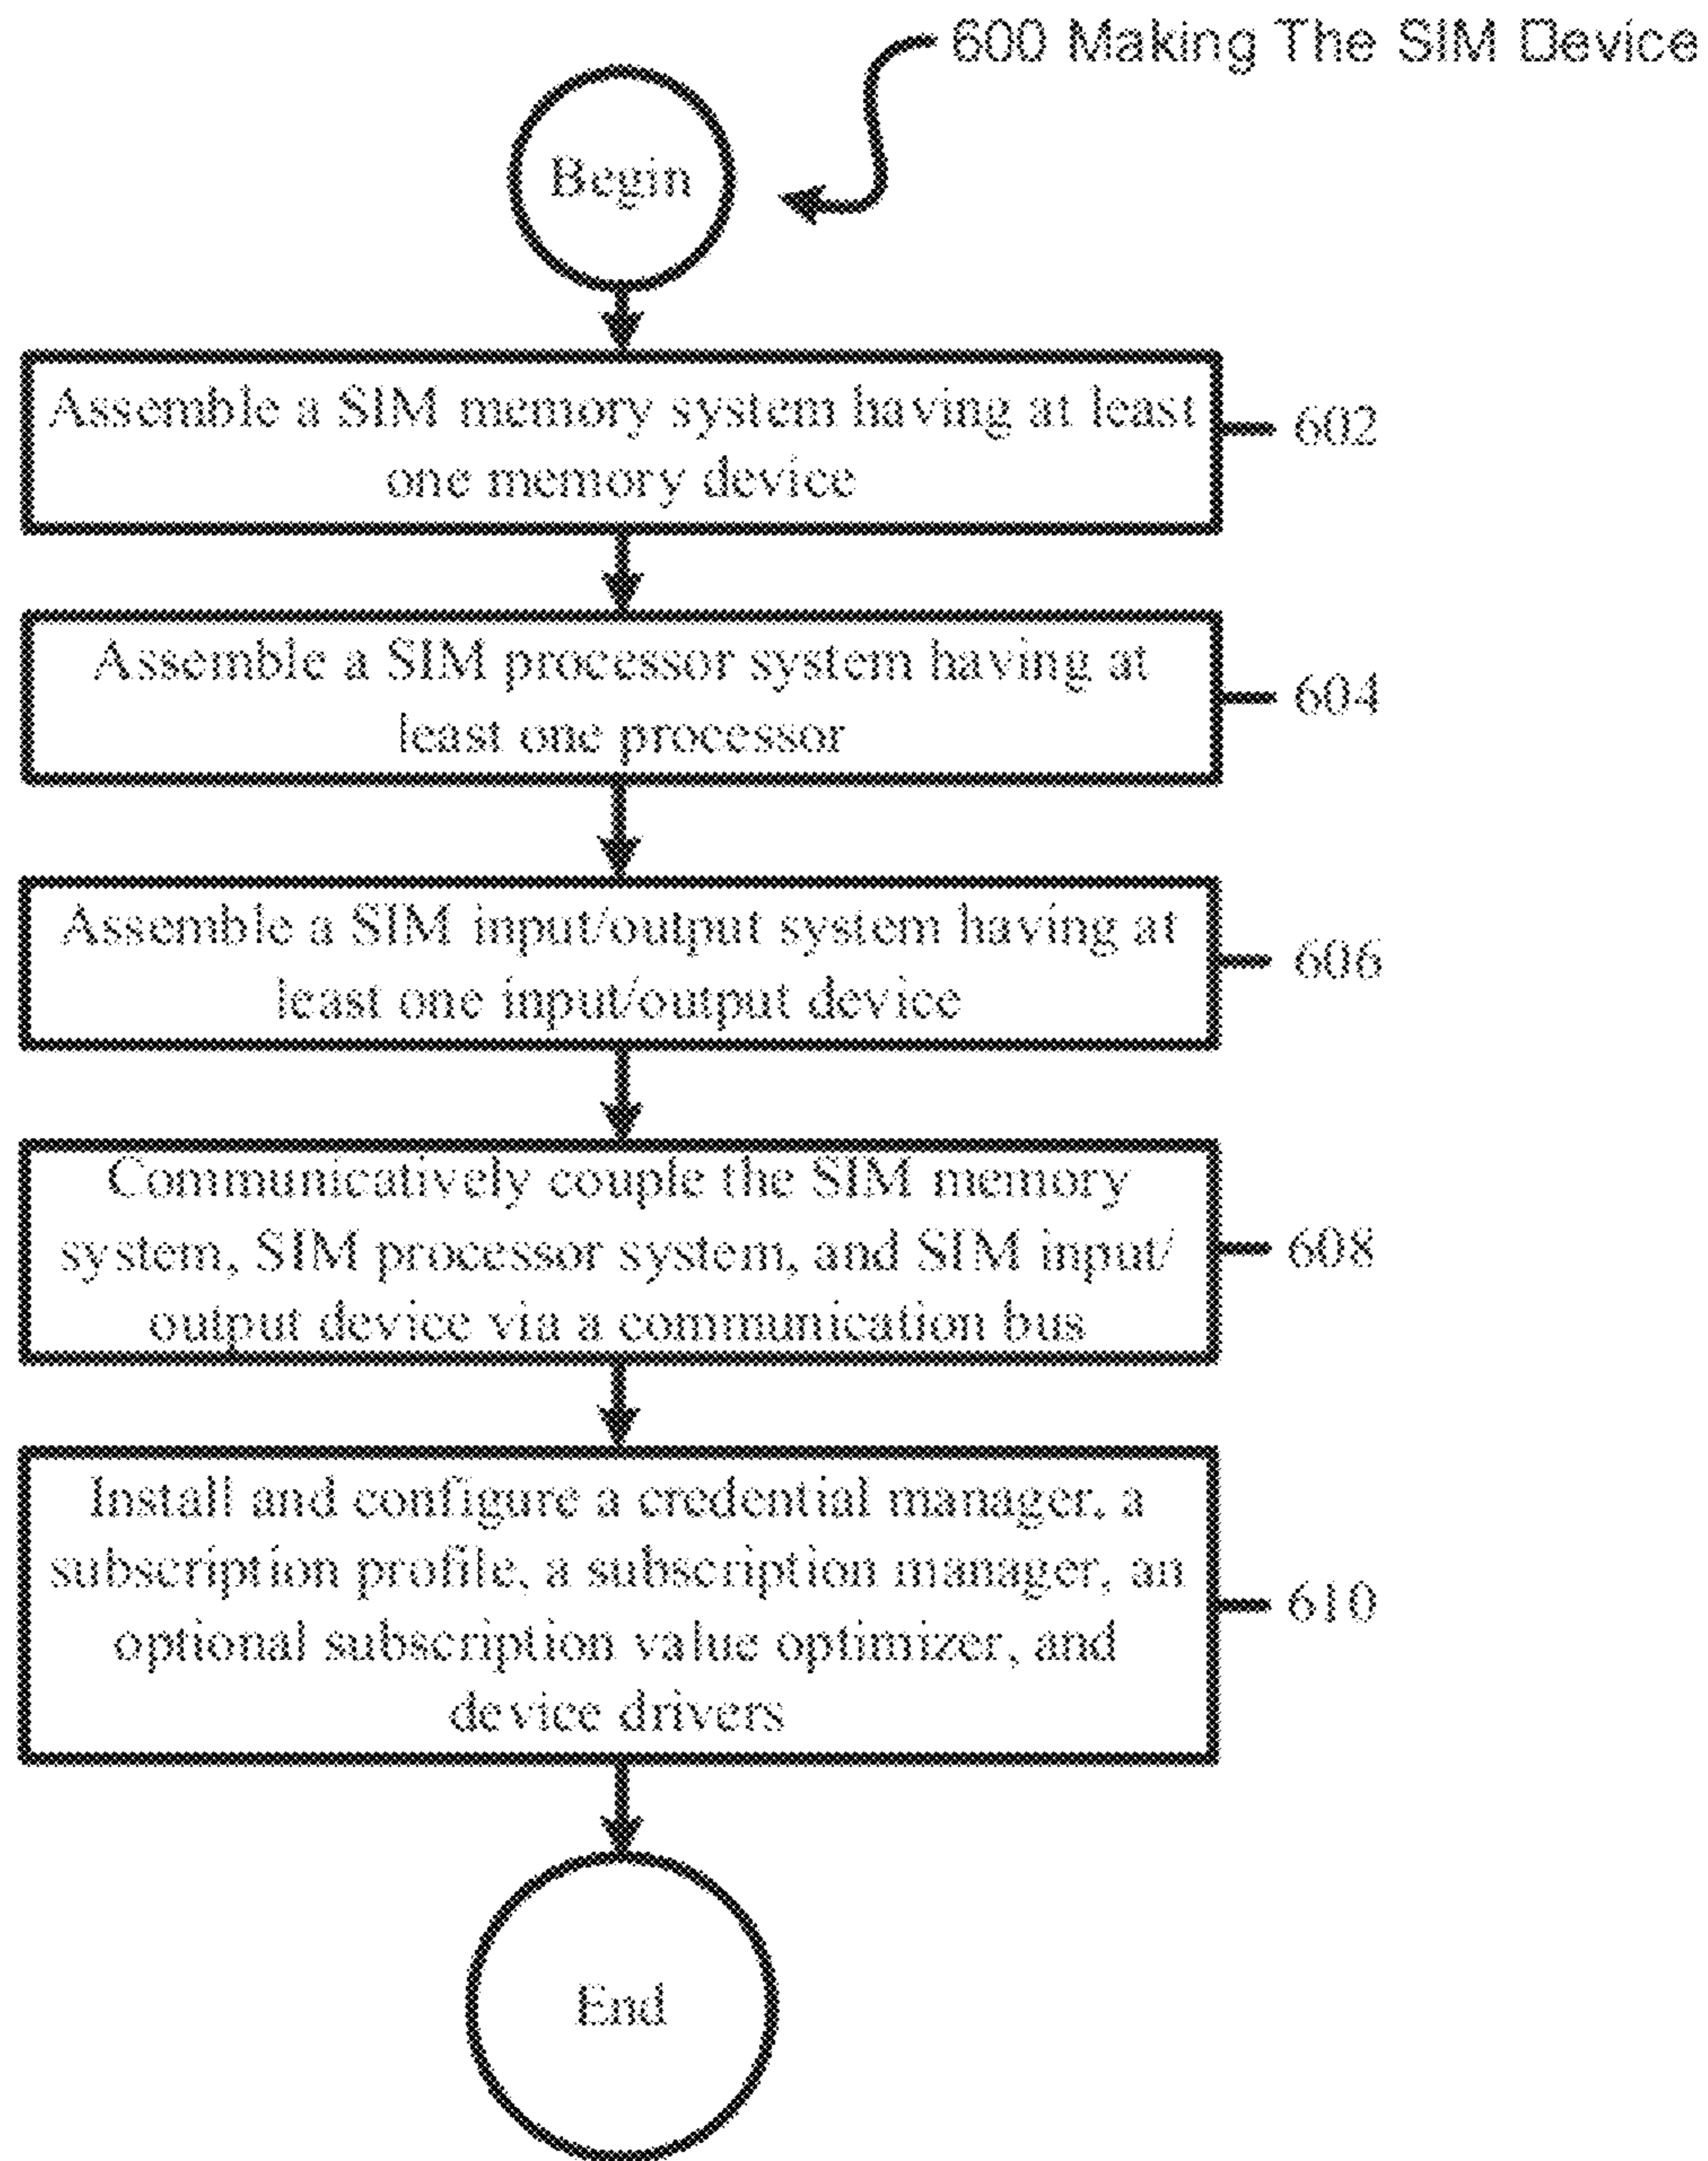 600 Making The SIM Device
Begin
Assemble a SIM memory system having at least
one memory device
602
Assemble a SIM processor system having at
least one processor
604
Assemble a SIM input/output system having at
least one input/output device
606
Communicatively couple the SIM memory
system, SIM processor system, and SIM input/
output device via a communication bus
608
Install and configure a credential manager, a
subscription profile, a subscription manager, an
optional subscription value optimizer, and
device drivers
610
End